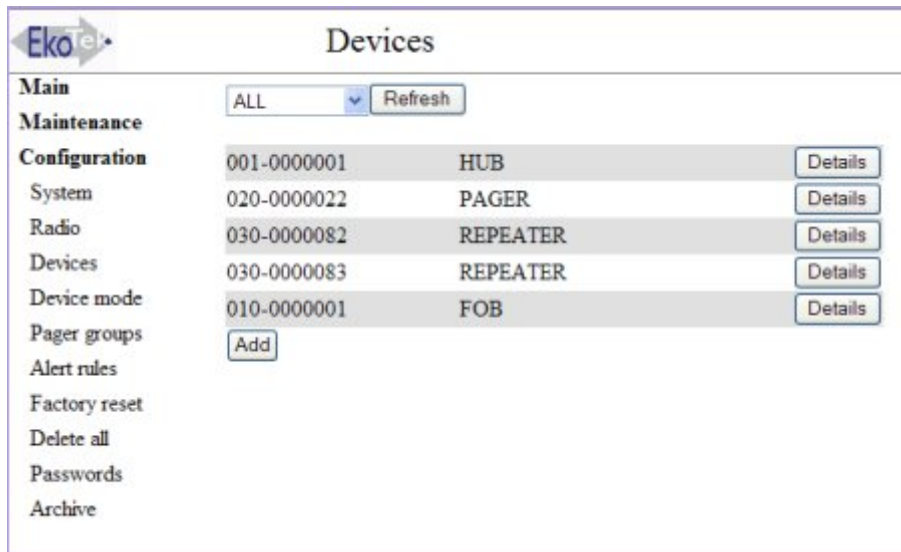 EkoTek
Devices
Main
Maintenance
Configuration
System
Radio
Devices
Device mode
Pager groups
Alert rules
Factory reset
Delete all
Passwords
Archive
ALL Refresh
001-0000001 HUB Details
020-0000022 PAGER Details
030-0000082 REPEATER Details
030-0000083 REPEATER Details
010-0000001 FOB Details
Add